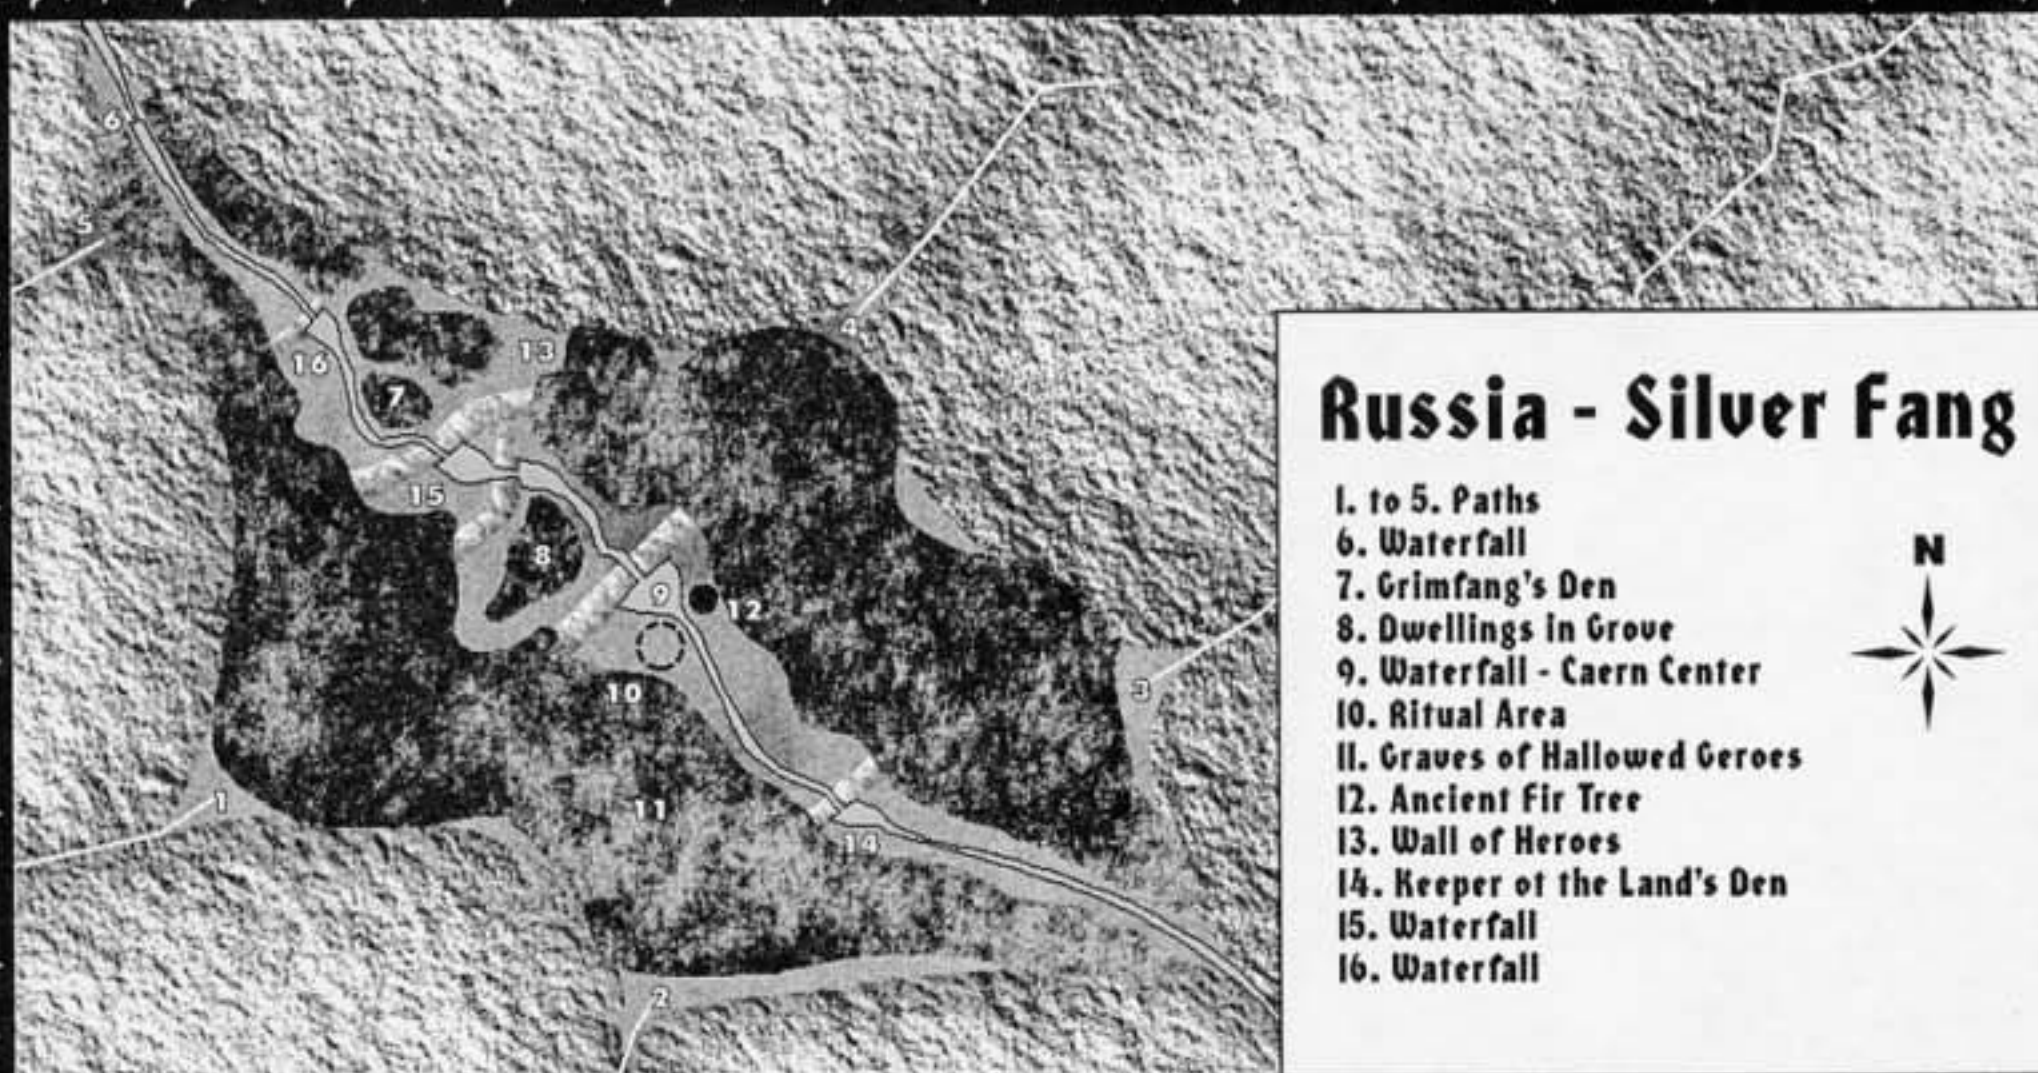 6
5
4
16
13
7
15
8
9
12
10
3
1
11
14
2
Russia - Silver Fang
1. to 5. Paths
6. Waterfall
7. Grimfang's Den
8. Dwellings in Grove
9. Waterfall - Caern Center
10. Ritual Area
11. Graves of Hallowed Geroes
12. Ancient Fir Tree
13. Wall of Heroes
14. Keeper ot the Land's Den
15. Waterfall
16. Waterfall
N